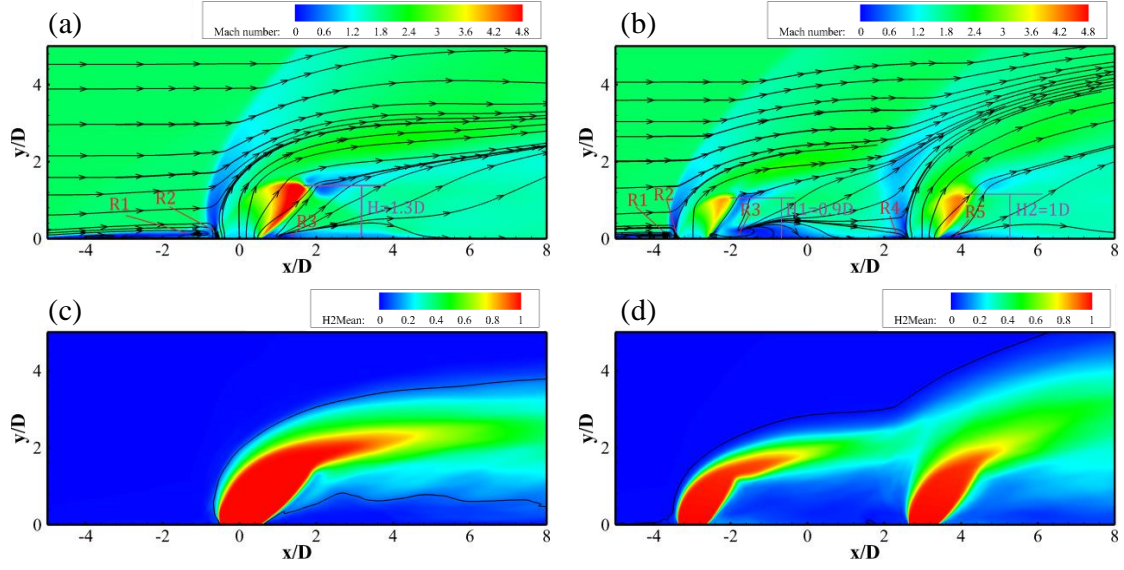 (a)
Mach number: 0 0.6 1.2 1.8 2.4 3 3.6 4.2 4.8
y/D
4
2
0
R1
R2
R3
H=1.3D
-4 -2 0 2 4 6 8
x/D
(b)
Mach number: 0 0.6 1.2 1.8 2.4 3 3.6 4.2 4.8
y/D
4
2
0
R1
R2
R3
H1=0.9D
R4
R5
H2=1D
-4 -2 0 2 4 6 8
x/D
(c)
H2Mean: 0 0.2 0.4 0.6 0.8 1
y/D
4
2
0
-4 -2 0 2 4 6 8
x/D
(d)
H2Mean: 0 0.2 0.4 0.6 0.8 1
y/D
4
2
0
-4 -2 0 2 4 6 8
x/D